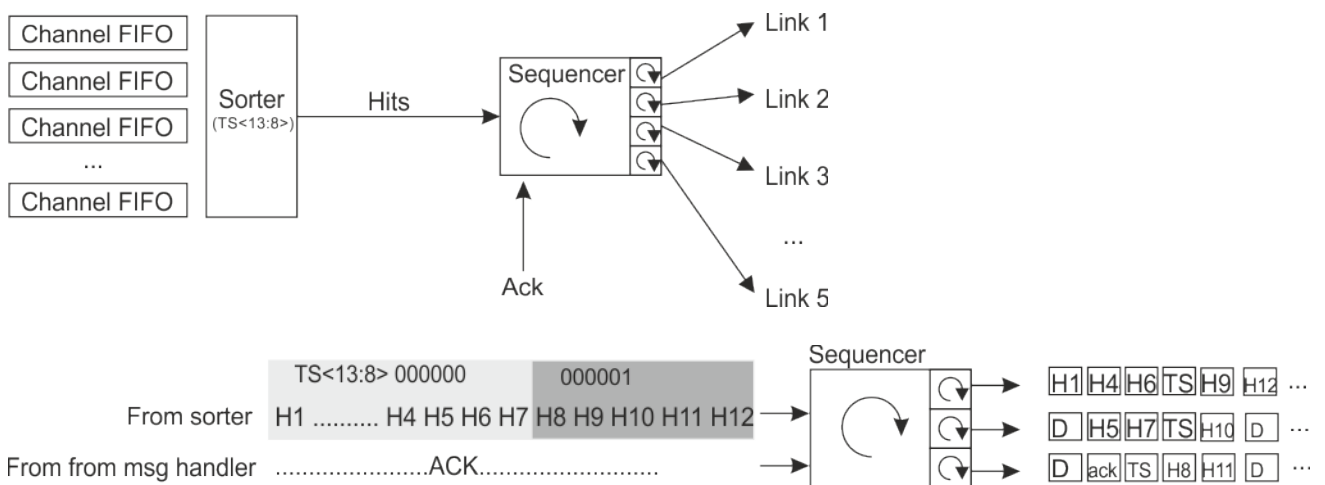 Channel FIFO
Channel FIFO
Channel FIFO
...
Channel FIFO
Sorter
(TS<13:8>)
Hits
Sequencer
Ack
Link 1
Link 2
Link 3
...
Link 5
TS<13:8> 000000 000001
From sorter H1 .......... H4 H5 H6 H7 H8 H9 H10 H11 H12
From from msg handler .......................ACK...........................
Sequencer
H1 H4 H6 TS H9 H12 ...
D H5 H7 TS H10 D ...
D ack TS H8 H11 D ...